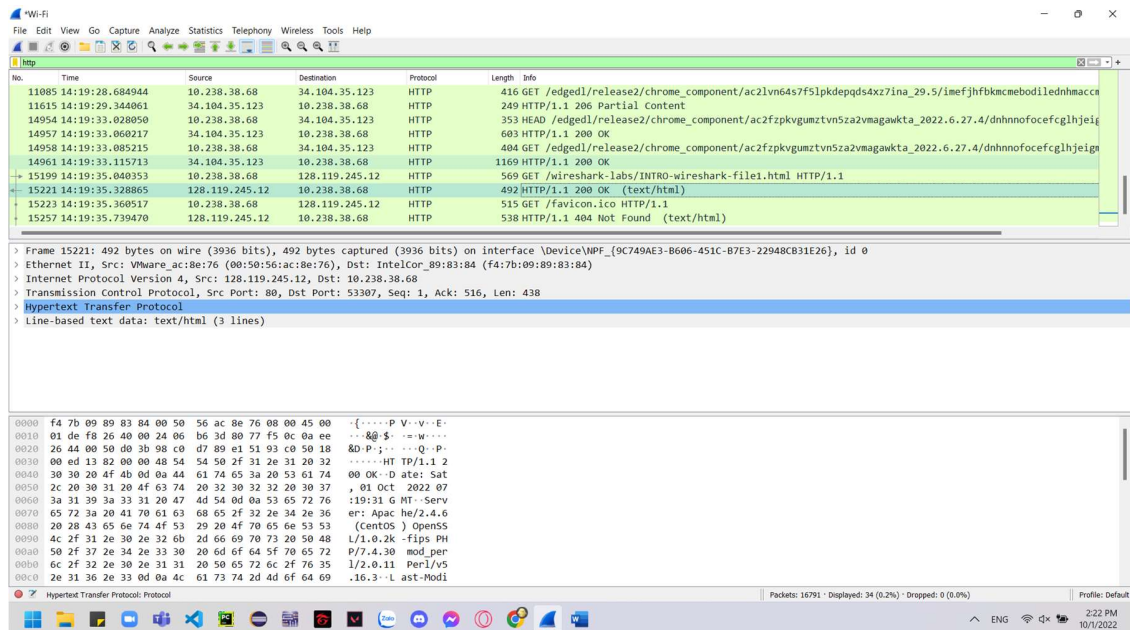 *Wi-Fi
File Edit View Go Capture Analyze Statistics Telephony Wireless Tools Help
http
No. Time Source Destination Protocol Length Info
11085 14:19:28.684944 10.238.38.68 34.104.35.123 HTTP 416 GET /edgedl/release2/chrome_component/ac2lvn64s7f5lpkdepqds4xz7ina_29.5/imefjhfbkmcmebodilednhmaccm
11615 14:19:29.344061 34.104.35.123 10.238.38.68 HTTP 249 HTTP/1.1 206 Partial Content
14954 14:19:33.028050 10.238.38.68 34.104.35.123 HTTP 353 HEAD /edgedl/release2/chrome_component/ac2fzpkvgumztvn5za2vmagawkta_2022.6.27.4/dnhnnofocefcglhjeig
14957 14:19:33.060217 34.104.35.123 10.238.38.68 HTTP 603 HTTP/1.1 200 OK
14958 14:19:33.085215 10.238.38.68 34.104.35.123 HTTP 404 GET /edgedl/release2/chrome_component/ac2fzpkvgumztvn5za2vmagawkta_2022.6.27.4/dnhnnofocefcglhjeigm
14961 14:19:33.115713 34.104.35.123 10.238.38.68 HTTP 1169 HTTP/1.1 200 OK
15199 14:19:35.040353 10.238.38.68 128.119.245.12 HTTP 569 GET /wireshark-labs/INTRO-wireshark-file1.html HTTP/1.1
15221 14:19:35.328865 128.119.245.12 10.238.38.68 HTTP 492 HTTP/1.1 200 OK (text/html)
15223 14:19:35.360517 10.238.38.68 128.119.245.12 HTTP 515 GET /favicon.ico HTTP/1.1
15257 14:19:35.739470 128.119.245.12 10.238.38.68 HTTP 538 HTTP/1.1 404 Not Found (text/html)
> Frame 15221: 492 bytes on wire (3936 bits), 492 bytes captured (3936 bits) on interface \Device\NPF_{9C749AE3-B606-451C-B7E3-22948CB31E26}, id 0
> Ethernet II, Src: VMware_ac:8e:76 (00:50:56:ac:8e:76), Dst: IntelCor_89:83:84 (f4:7b:09:89:83:84)
> Internet Protocol Version 4, Src: 128.119.245.12, Dst: 10.238.38.68
> Transmission Control Protocol, Src Port: 80, Dst Port: 53307, Seq: 1, Ack: 516, Len: 438
> Hypertext Transfer Protocol
> Line-based text data: text/html (3 lines)
0000 f4 7b 09 89 83 84 00 50 56 ac 8e 76 08 00 45 00 ·{·····P V··v··E·
0010 01 de f8 26 40 00 24 06 b6 3d 80 77 f5 0c 0a ee ···&@·$· ·=·w····
0020 26 44 00 50 d0 3b 98 c0 d7 89 e1 51 93 c0 50 18 &D·P·;·· ···Q··P·
0030 00 ed 13 82 00 00 48 54 54 50 2f 31 2e 31 20 32 ······HT TP/1.1 2
0040 30 30 20 4f 4b 0d 0a 44 61 74 65 3a 20 53 61 74 00 OK··D ate: Sat
0050 2c 20 30 31 20 4f 63 74 20 32 30 32 32 20 30 37 , 01 Oct 2022 07
0060 3a 31 39 3a 33 31 20 47 4d 54 0d 0a 53 65 72 76 :19:31 G MT··Serv
0070 65 72 3a 20 41 70 61 63 68 65 2f 32 2e 34 2e 36 er: Apac he/2.4.6
0080 20 28 43 65 6e 74 4f 53 29 20 4f 70 65 6e 53 53 (CentOS ) OpenSS
0090 4c 2f 31 2e 30 2e 32 6b 2d 66 69 70 73 20 50 48 L/1.0.2k -fips PH
00a0 50 2f 37 2e 34 2e 33 30 20 6d 6f 64 5f 70 65 72 P/7.4.30 mod_per
00b0 6c 2f 32 2e 30 2e 31 31 20 50 65 72 6c 2f 76 35 l/2.0.11 Perl/v5
00c0 2e 31 36 2e 33 0d 0a 4c 61 73 74 2d 4d 6f 64 69 .16.3··L ast-Modi
Hypertext Transfer Protocol: Protocol Packets: 16791 · Displayed: 34 (0.2%) · Dropped: 0 (0.0%) Profile: Default
Zalo ENG 2:22 PM
10/1/2022